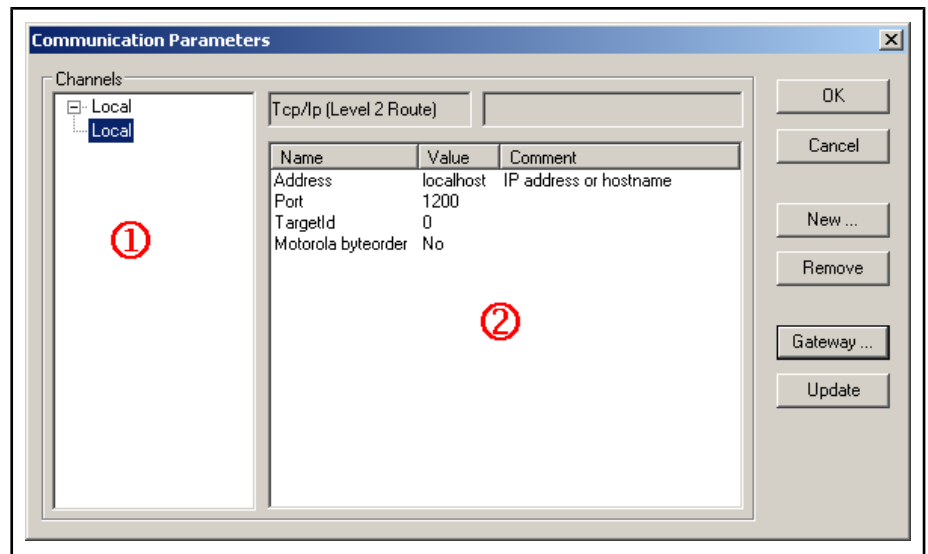 Communication Parameters
Channels
Local
Local
Tcp/Ip (Level 2 Route)
Name Value Comment
Address localhost IP address or hostname
Port 1200
TargetId 0
Motorola byteorder No
①
②
OK
Cancel
New ...
Remove
Gateway ...
Update